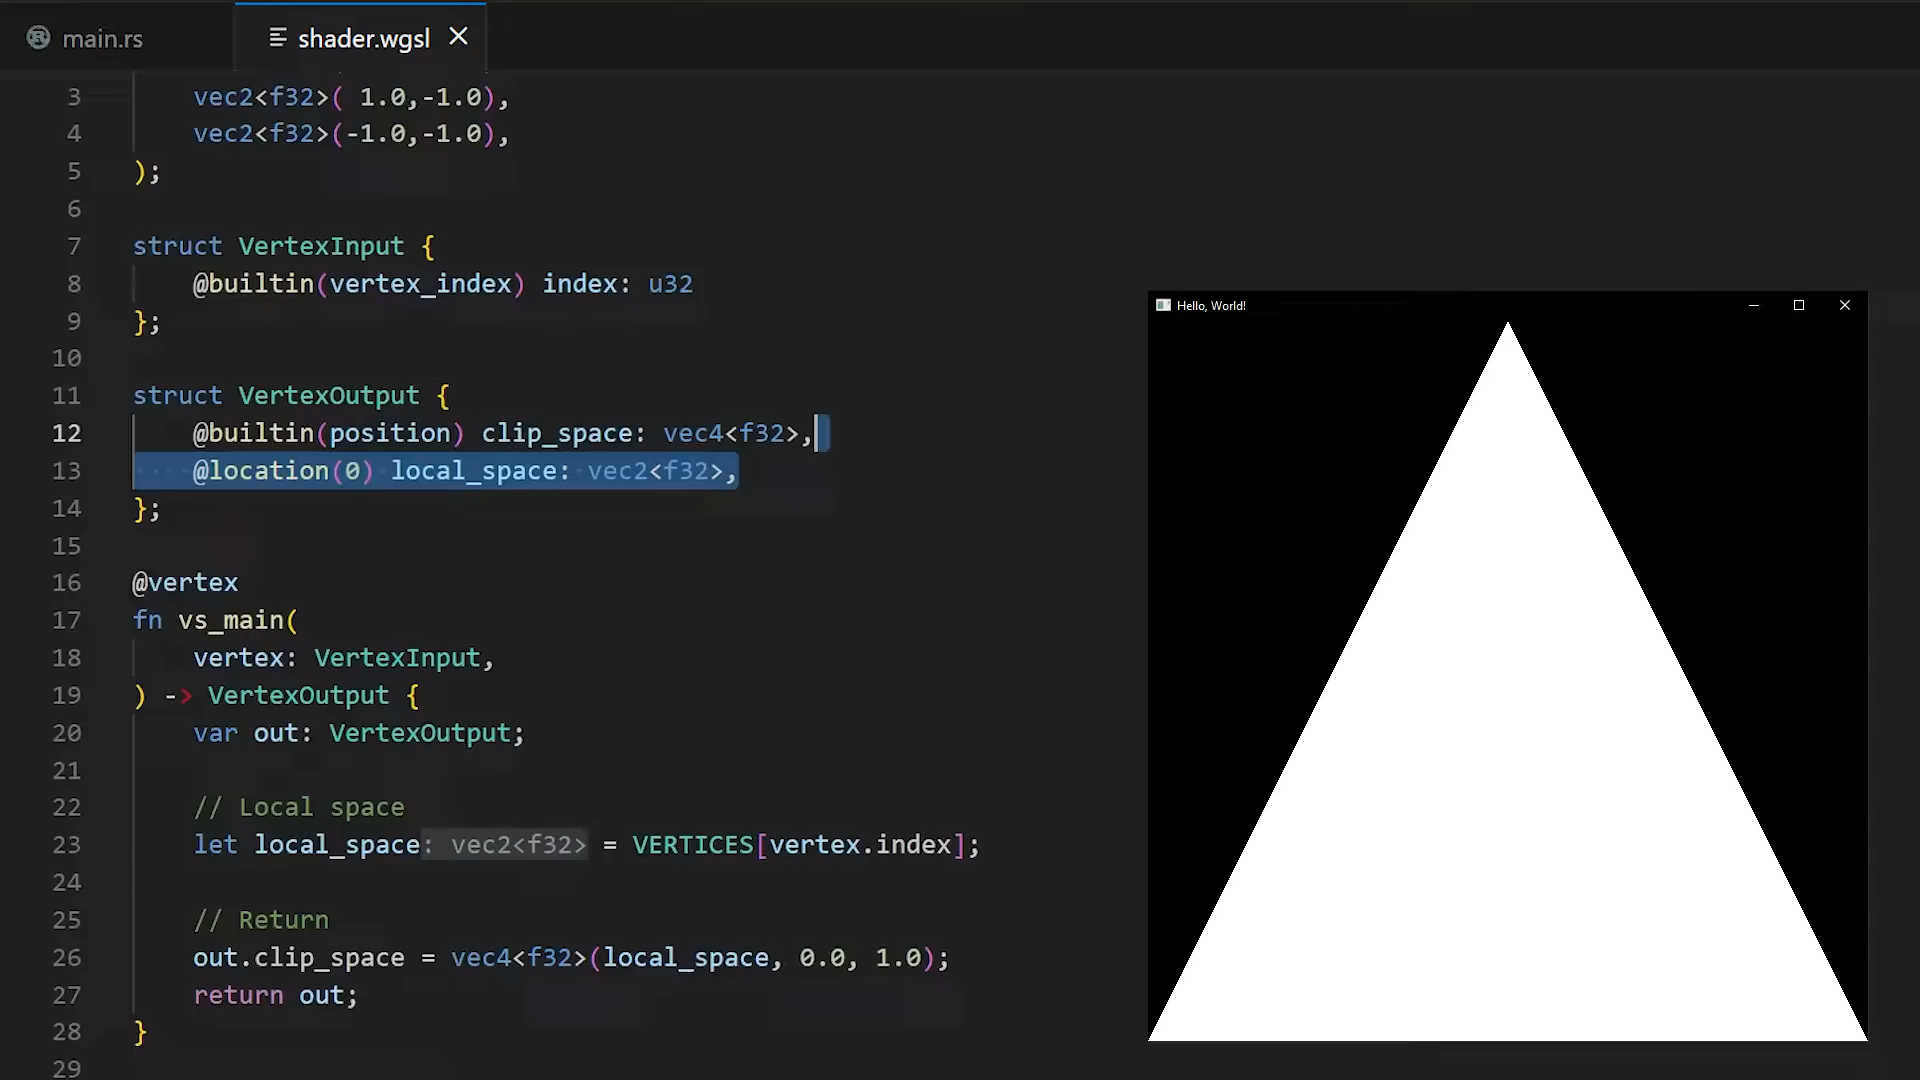 main.rs
shader.wgsl
3 vec2<f32>( 1.0,-1.0),
4 vec2<f32>(-1.0,-1.0),
5 );
6
7 struct VertexInput {
8 @builtin(vertex_index) index: u32
9 };
10
11 struct VertexOutput {
12 @builtin(position) clip_space: vec4<f32>,
13 @location(0) local_space: vec2<f32>,
14 };
15
16 @vertex
17 fn vs_main(
18 vertex: VertexInput,
19 ) -> VertexOutput {
20 var out: VertexOutput;
21
22 // Local space
23 let local_space: vec2<f32> = VERTICES[vertex.index];
24
25 // Return
26 out.clip_space = vec4<f32>(local_space, 0.0, 1.0);
27 return out;
28 }
29
Hello, World!